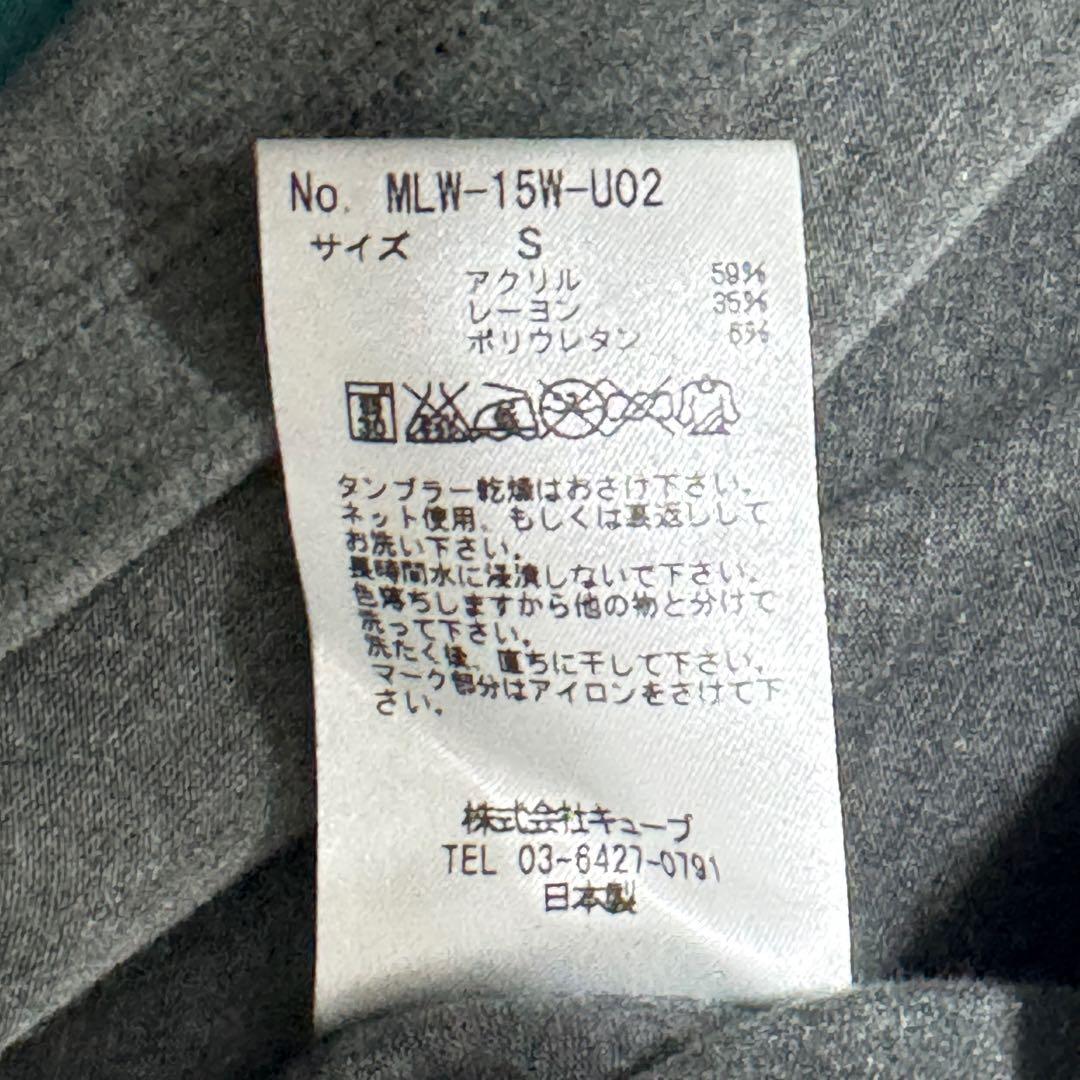 No. MLW-15W-U02
サイズ S
アクリル 59%
レーヨン 35%
ポリウレタン 6%
タンブラー乾燥はおさけ下さい。
ネット使用、もしくは裏返しして
お洗い下さい。
長時間水に浸漬しないで下さい。
色落ちしますから他の物と分けて
洗って下さい。
洗たく後、直ちに干して下さい。
マーク部分はアイロンをさけて下
さい。
株式会社キューブ
TEL 03-6427-0791
日本製